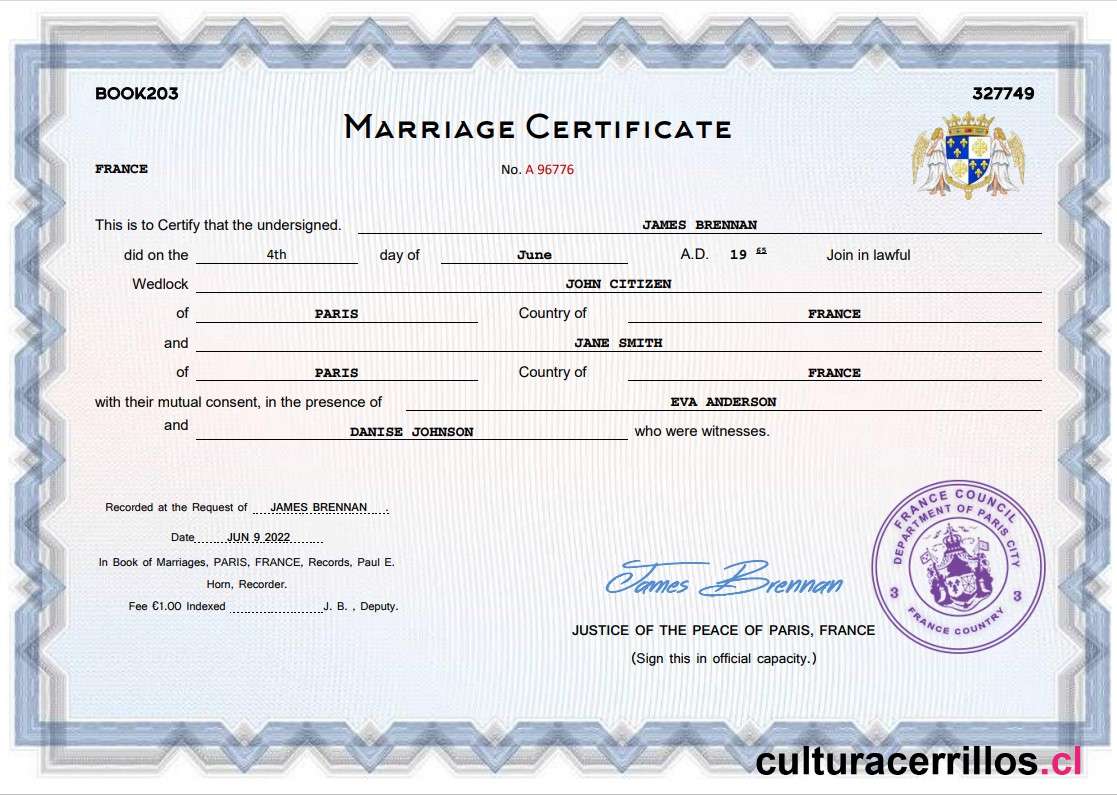 BOOK203 327749
MARRIAGE CERTIFICATE
FRANCE No. A 96776
This is to Certify that the undersigned. JAMES BRENNAN
did on the 4th day of June A.D. 19 65 Join in lawful
Wedlock JOHN CITIZEN
of PARIS Country of FRANCE
and JANE SMITH
of PARIS Country of FRANCE
with their mutual consent, in the presence of EVA ANDERSON
and DANISE JOHNSON who were witnesses.
Recorded at the Request of JAMES BRENNAN .
Date JUN 9 2022
In Book of Marriages, PARIS, FRANCE, Records, Paul E.
Horn, Recorder.
Fee €1.00 Indexed J. B. , Deputy.
James Brennan
JUSTICE OF THE PEACE OF PARIS, FRANCE
(Sign this in official capacity.)
FRANCE COUNCIL
DEPARTMENT OF PARIS CITY
3 3
FRANCE COUNTRY
culturacerrillos.cl